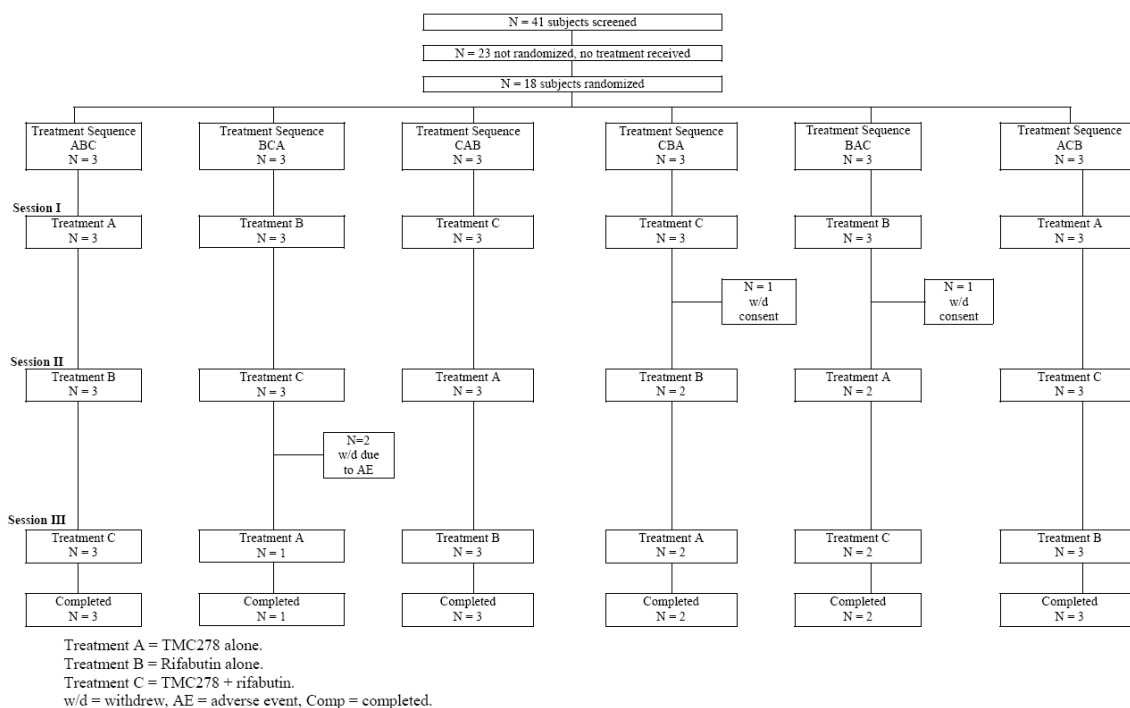 N = 41 subjects screened
N = 23 not randomized, no treatment received
N = 18 subjects randomized
Treatment Sequence
ABC
N = 3
Treatment Sequence
BCA
N = 3
Treatment Sequence
CAB
N = 3
Treatment Sequence
CBA
N = 3
Treatment Sequence
BAC
N = 3
Treatment Sequence
ACB
N = 3
Session I
Treatment A
N = 3
Treatment B
N = 3
Treatment C
N = 3
Treatment C
N = 3
Treatment B
N = 3
Treatment A
N = 3
N = 1
w/d
consent
N = 1
w/d
consent
Session II
Treatment B
N = 3
Treatment C
N = 3
Treatment A
N = 3
Treatment B
N = 2
Treatment A
N = 2
Treatment C
N = 3
N=2
w/d due
to AE
Session III
Treatment C
N = 3
Treatment A
N = 1
Treatment B
N = 3
Treatment A
N = 2
Treatment C
N = 2
Treatment B
N = 3
Completed
N = 3
Completed
N = 1
Completed
N = 3
Completed
N = 2
Completed
N = 2
Completed
N = 3
Treatment A = TMC278 alone.
Treatment B = Rifabutin alone.
Treatment C = TMC278 + rifabutin.
w/d = withdrew, AE = adverse event, Comp = completed.